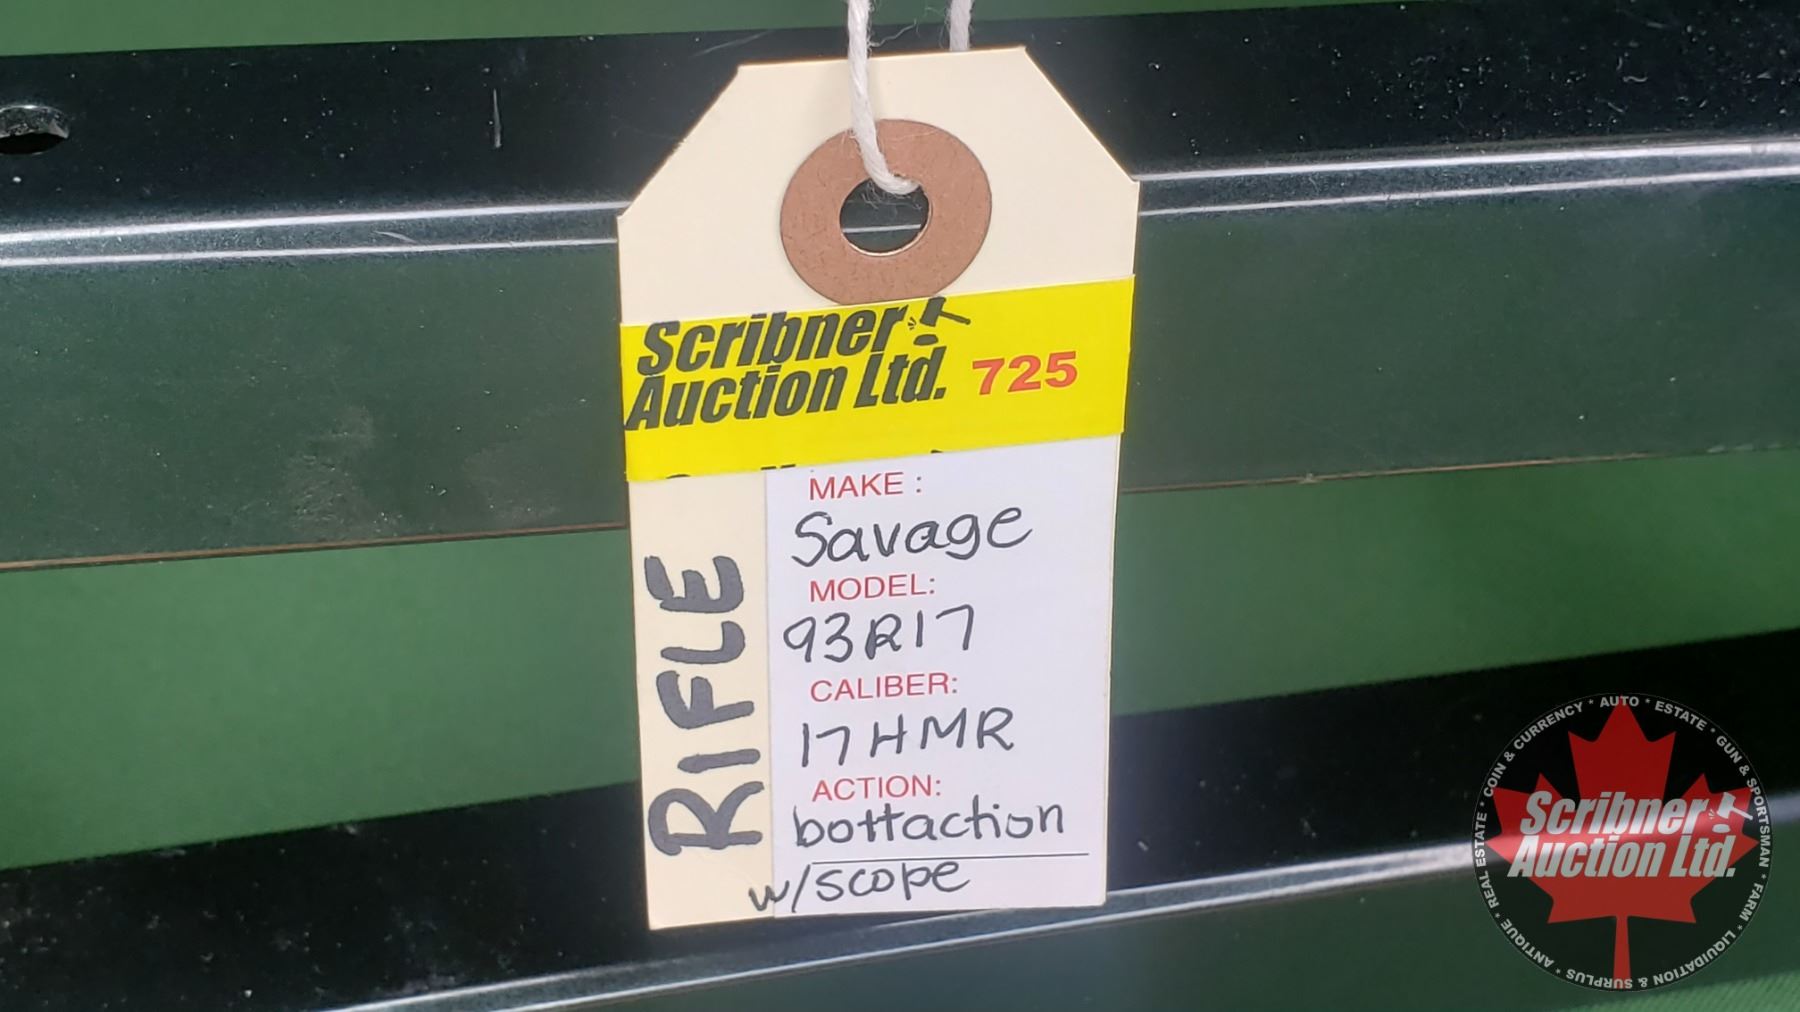 Scribner
Auction Ltd. 725
MAKE :
Savage
MODEL:
93R17
CALIBER:
17HMR
ACTION:
bottaction
w/scope
RIFLE
REAL ESTATE * COIN & CURRENCY * AUTO * ESTATE * GUN & SPORTSMAN * FARM * LIQUIDATION & SURPLUS * ANTIQUE *
Scribner
Auction Ltd.